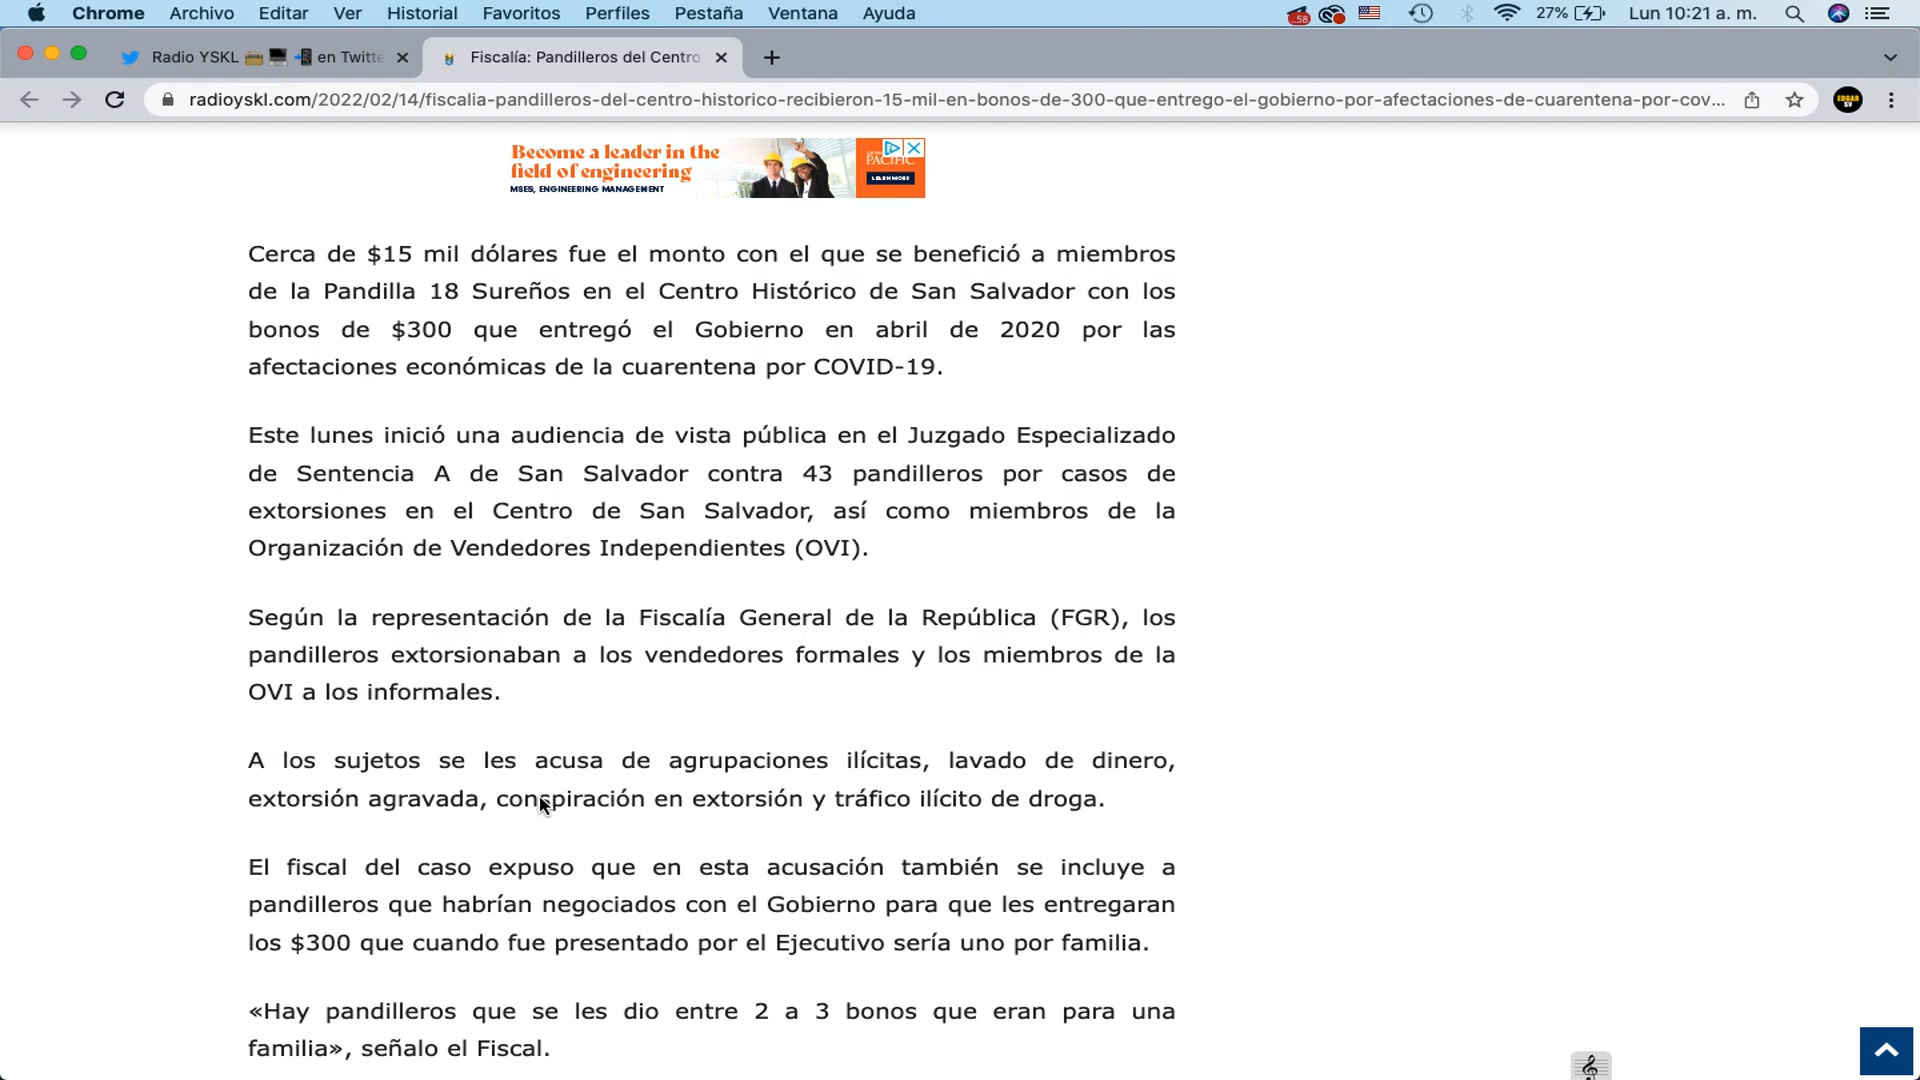 Chrome Archivo Editar Ver Historial Favoritos Perfiles Pestaña Ventana Ayuda 58 27% Lun 10:21 a. m.
Radio YSKL en Twitte Fiscalía: Pandilleros del Centro
radioyskl.com/2022/02/14/fiscalia-pandilleros-del-centro-historico-recibieron-15-mil-en-bonos-de-300-que-entrego-el-gobierno-por-afectaciones-de-cuarentena-por-cov...
Become a leader in the
field of engineering
MSES, ENGINEERING MANAGEMENT
PACIFIC
LEARN MORE
Cerca de $15 mil dólares fue el monto con el que se benefició a miembros
de la Pandilla 18 Sureños en el Centro Histórico de San Salvador con los
bonos de $300 que entregó el Gobierno en abril de 2020 por las
afectaciones económicas de la cuarentena por COVID-19.
Este lunes inició una audiencia de vista pública en el Juzgado Especializado
de Sentencia A de San Salvador contra 43 pandilleros por casos de
extorsiones en el Centro de San Salvador, así como miembros de la
Organización de Vendedores Independientes (OVI).
Según la representación de la Fiscalía General de la República (FGR), los
pandilleros extorsionaban a los vendedores formales y los miembros de la
OVI a los informales.
A los sujetos se les acusa de agrupaciones ilícitas, lavado de dinero,
extorsión agravada, conspiración en extorsión y tráfico ilícito de droga.
El fiscal del caso expuso que en esta acusación también se incluye a
pandilleros que habrían negociados con el Gobierno para que les entregaran
los $300 que cuando fue presentado por el Ejecutivo sería uno por familia.
«Hay pandilleros que se les dio entre 2 a 3 bonos que eran para una
familia», señalo el Fiscal.